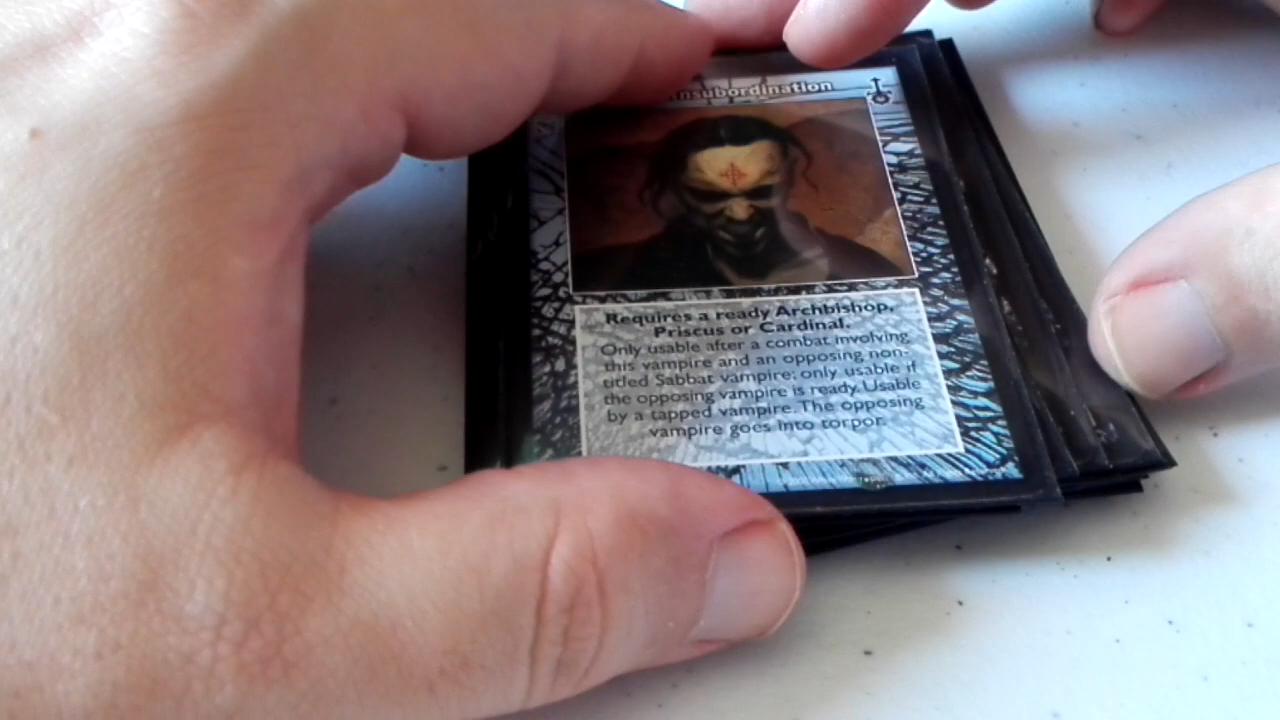 nsubordination
Requires a ready Archbishop,
Priscus or Cardinal.
Only usable after a combat involving
this vampire and an opposing non-
titled Sabbat vampire; only usable if
the opposing vampire is ready. Usable
by a tapped vampire. The opposing
vampire goes into torpor.